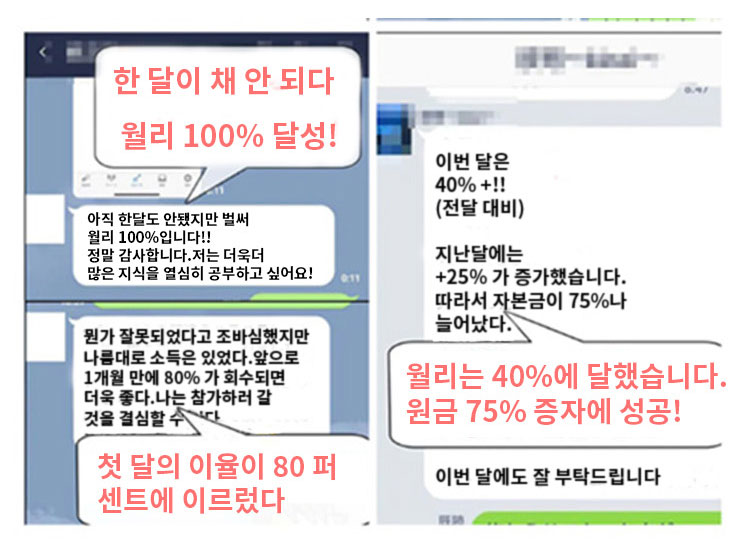 한 달이 채 안 되다
월리 100% 달성!
아직 한달도 안됐지만 벌써
월리 100%입니다!!
정말 감사합니다.저는 더욱더
많은 지식을 열심히 공부하고 싶어요!
0:11
뭔가 잘못되었다고 조바심했지만
나름대로 소득은 있었다.앞으로
1개월 만에 80% 가 회수되면
더욱 좋다.나는 참가하러 갈
것을 결심할 수
첫 달의 이율이 80 퍼
센트에 이르렀다
이번 달은
40% +!!
(전달 대비)
지난달에는
+25% 가 증가했습니다.
따라서 자본금이 75%나
늘어났다.
월리는 40%에 달했습니다.
원금 75% 증자에 성공!
이번 달에도 잘 부탁드립니다